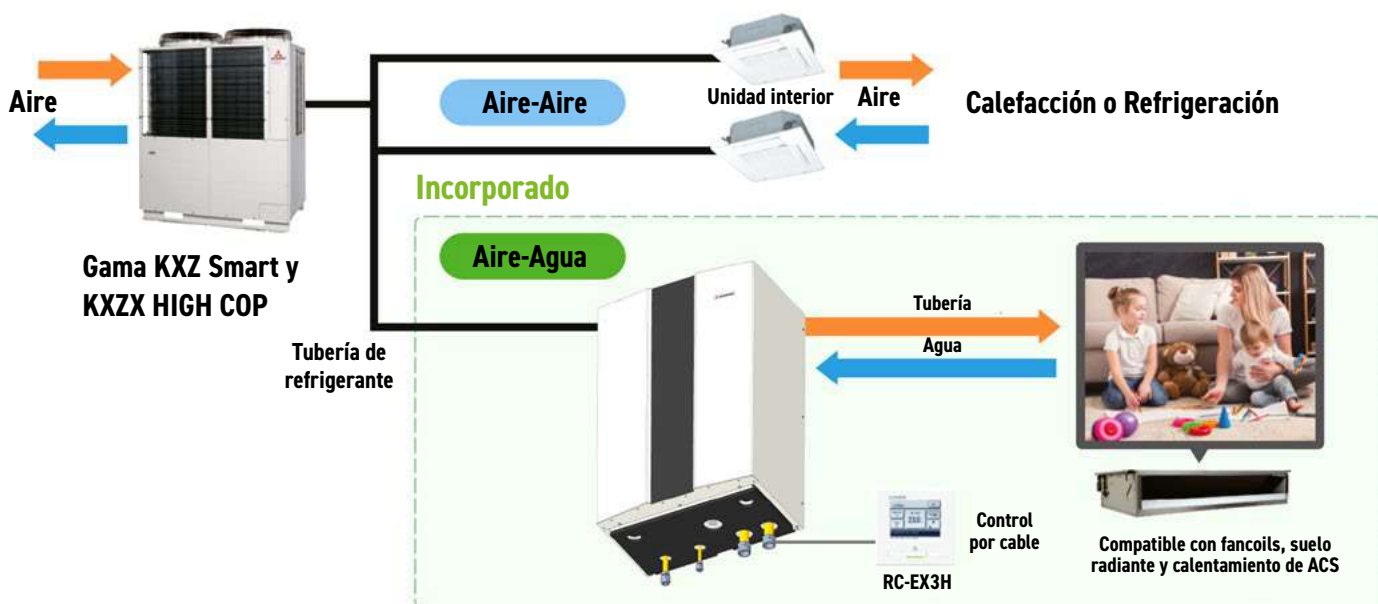 Aire
Aire-Aire
Unidad interior
Aire
Calefacción o Refrigeración
Incorporado
Gama KXZ Smart y
KXZX HIGH COP
Aire-Agua
Tubería de
refrigerante
Tubería
Agua
Control
por cable
RC-EX3H
Compatible con fancoils, suelo
radiante y calentamiento de ACS